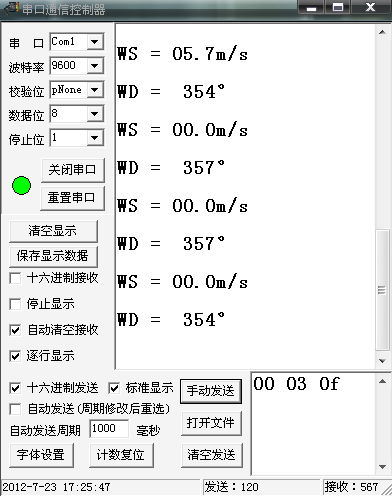 串口通信控制器
串 口 Com1
波特率 9600
校验位 pNone
数据位 8
停止位 1
关闭串口
重置串口
清空显示
保存显示数据
十六进制接收
停止显示
自动清空接收
逐行显示
WS = 05.7m/s
WD = 354°
WS = 00.0m/s
WD = 357°
WS = 00.0m/s
WD = 357°
WS = 00.0m/s
WD = 354°
十六进制发送 标准显示
自动发送(周期修改后重选)
自动发送周期 1000 毫秒
字体设置 计数复位
手动发送
打开文件
清空发送
00 03 0f
2012-7-23 17:25:47 发送：120 接收：567